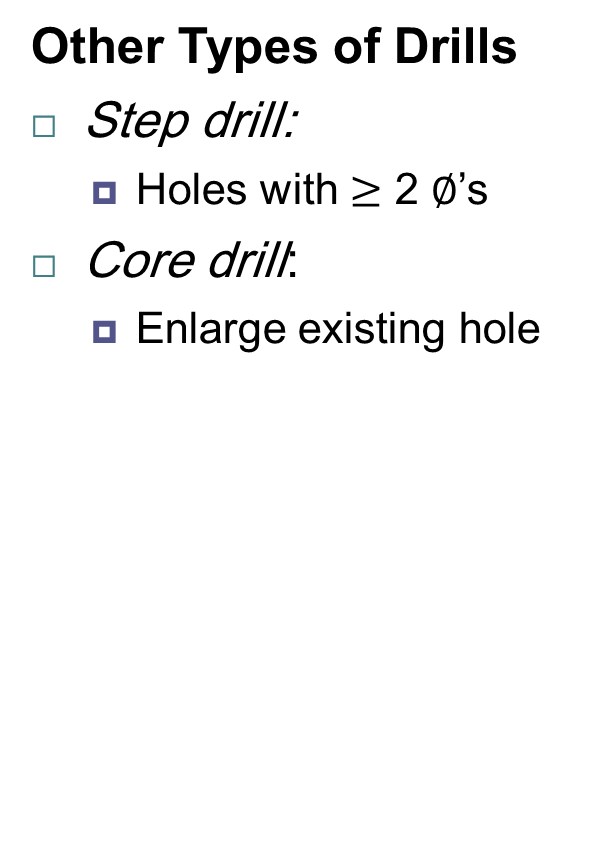 Other Types of Drills
Step drill:
Holes with ≥ 2 ∅’s
Core drill:
Enlarge existing hole